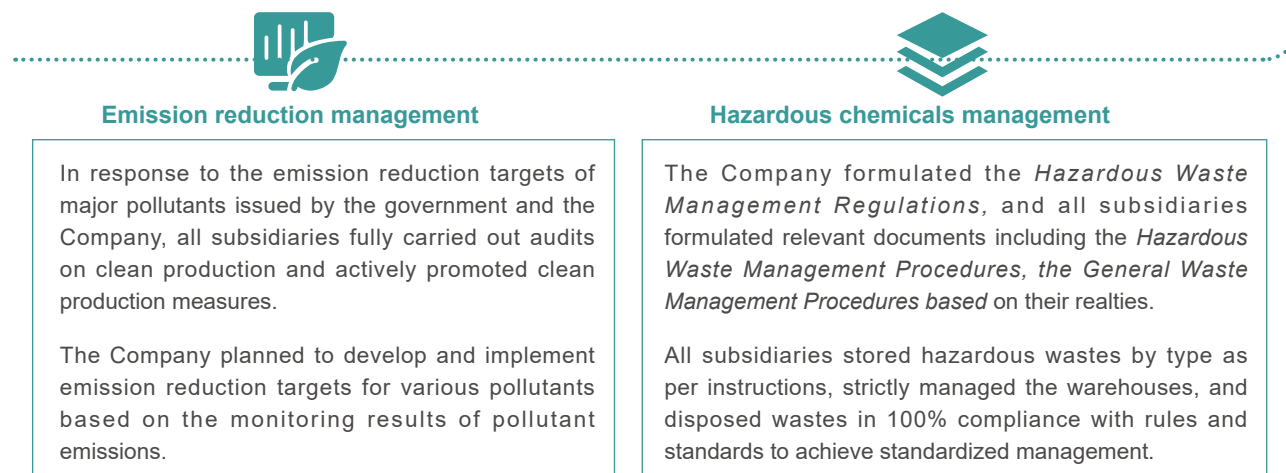 Emission reduction management
In response to the emission reduction targets of
major pollutants issued by the government and the
Company, all subsidiaries fully carried out audits
on clean production and actively promoted clean
production measures.
The Company planned to develop and implement
emission reduction targets for various pollutants
based on the monitoring results of pollutant
emissions.
Hazardous chemicals management
The Company formulated the Hazardous Waste
Management Regulations, and all subsidiaries
formulated relevant documents including the Hazardous
Waste Management Procedures, the General Waste
Management Procedures based on their realties.
All subsidiaries stored hazardous wastes by type as
per instructions, strictly managed the warehouses, and
disposed wastes in 100% compliance with rules and
standards to achieve standardized management.